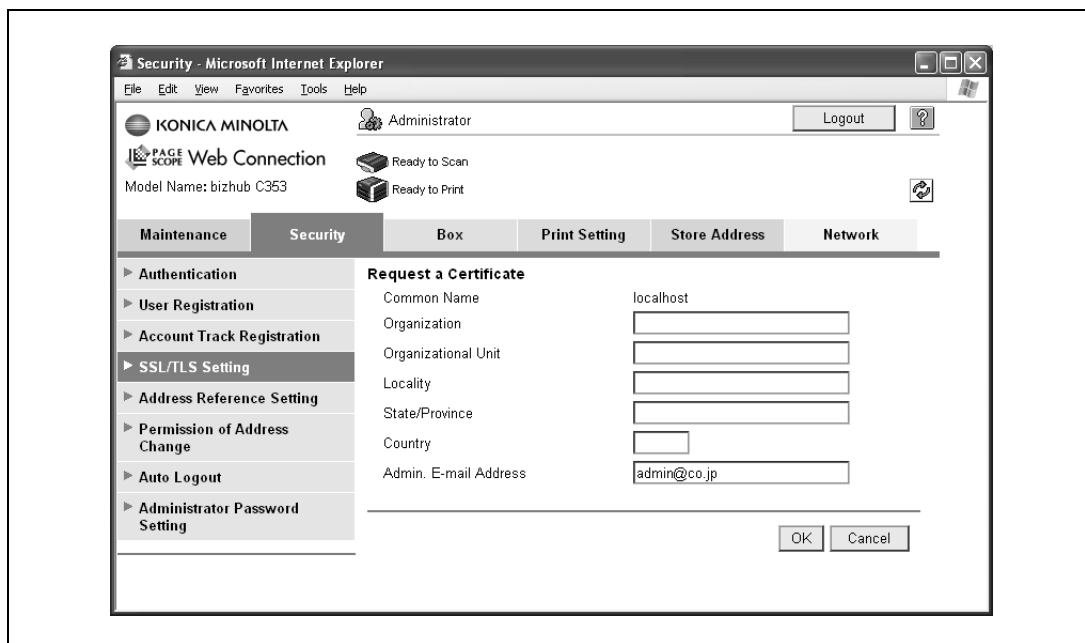 Security - Microsoft Internet Explorer
File Edit View Favorites Tools Help
KONICA MINOLTA
Administrator
Logout
?
PAGE SCOPE Web Connection
Ready to Scan
Model Name: bizhub C353
Ready to Print
Maintenance Security Box Print Setting Store Address Network
Authentication
User Registration
Account Track Registration
SSL/TLS Setting
Address Reference Setting
Permission of Address
Change
Auto Logout
Administrator Password
Setting
Request a Certificate
Common Name localhost
Organization
Organizational Unit
Locality
State/Province
Country
Admin. E-mail Address admin@co.jp
OK Cancel